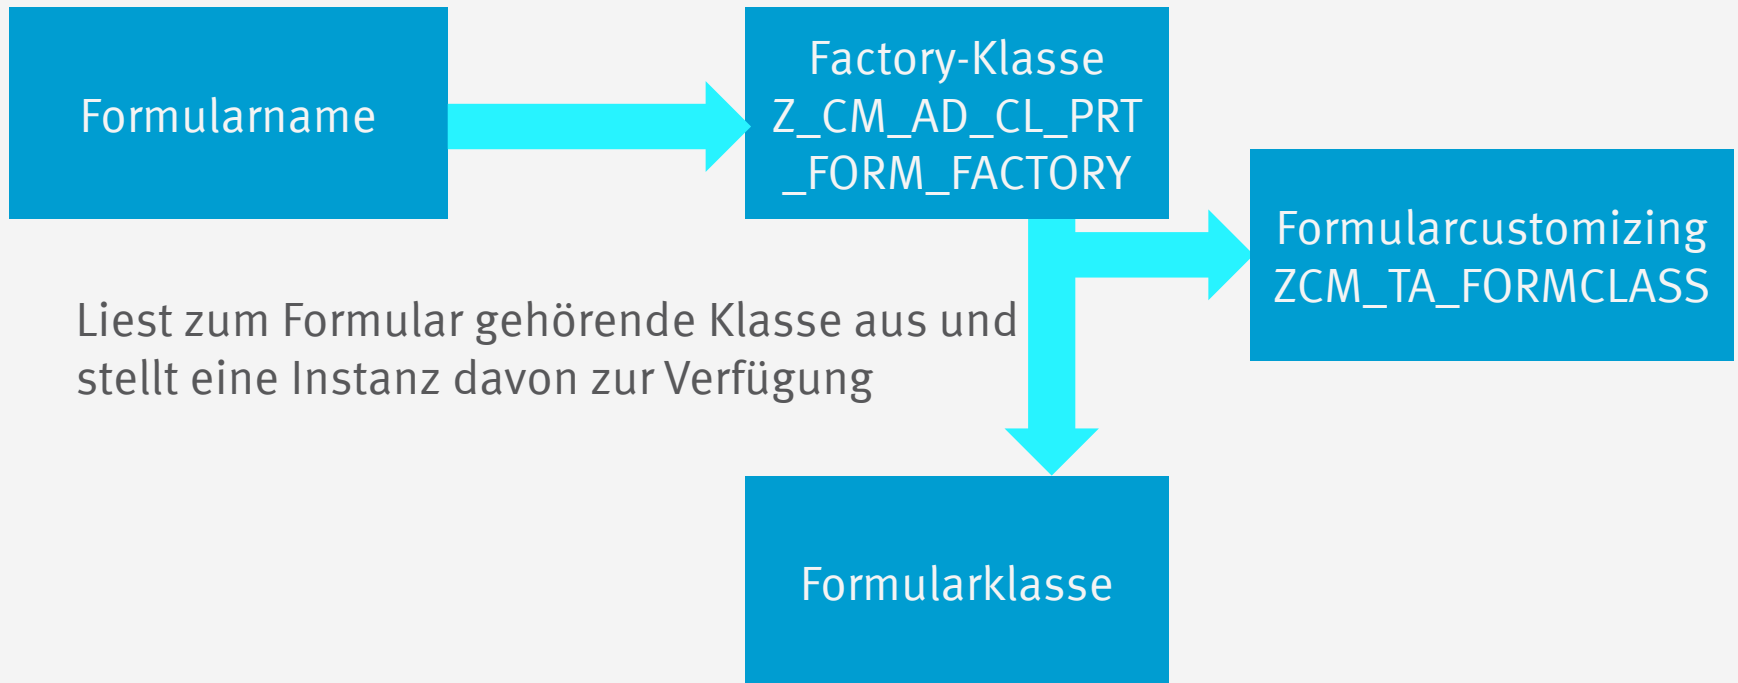 Formularname
Factory-Klasse
Z_CM_AD_CL_PRT
_FORM_FACTORY
Formularcustomizing
ZCM_TA_FORMCLASS
Liest zum Formular gehörende Klasse aus und
stellt eine Instanz davon zur Verfügung
Formularklasse